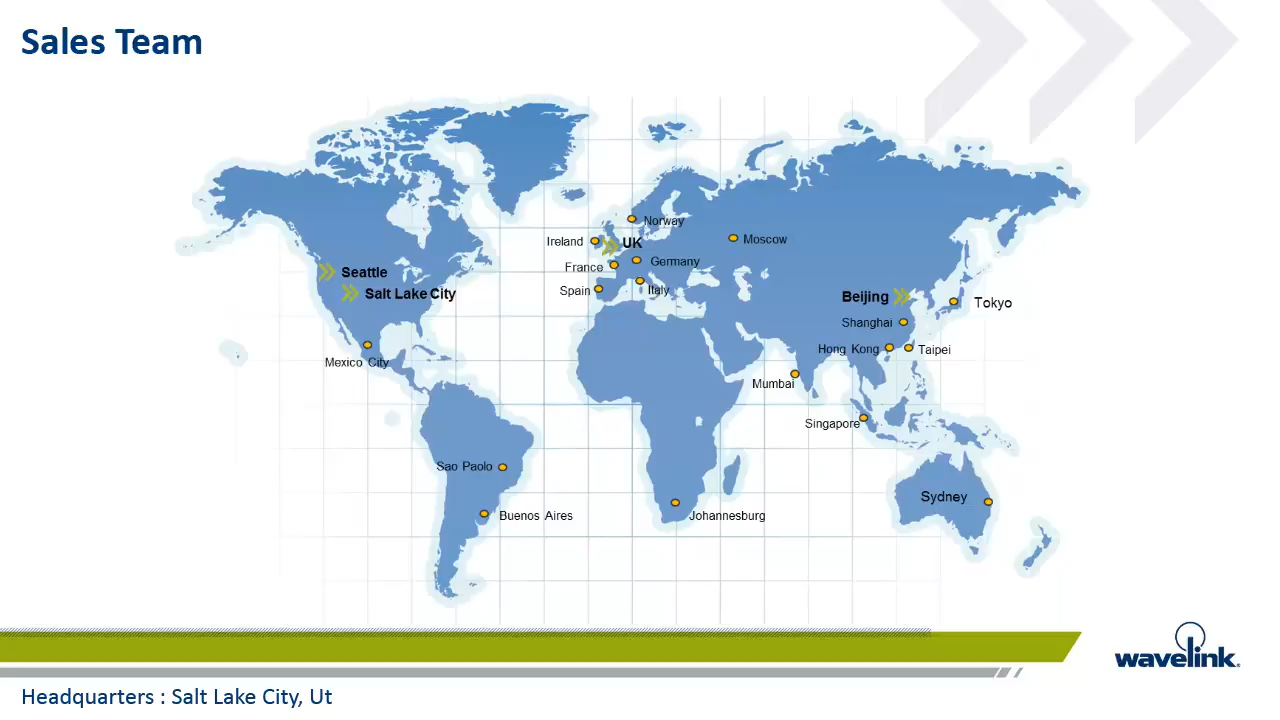 Sales Team
Norway
Ireland
UK
Moscow
France
Germany
Seattle
Spain
Italy
Salt Lake City
Beijing
Tokyo
Shanghai
Hong Kong
Taipei
Mexico City
Mumbai
Singapore
Sao Paolo
Sydney
Buenos Aires
Johannesburg
wavelink
Headquarters : Salt Lake City, Ut